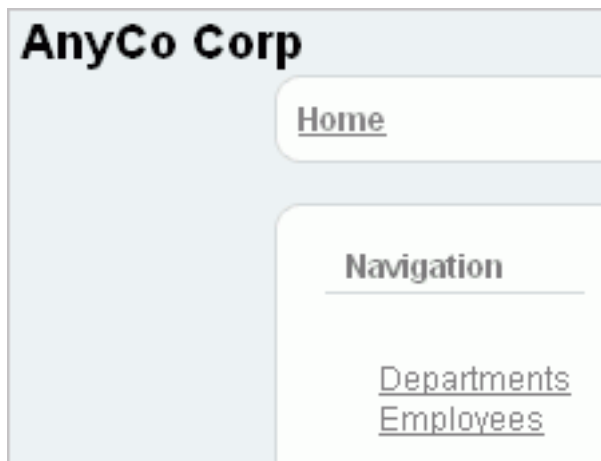 AnyCo Corp
Home
Navigation
Departments
Employees